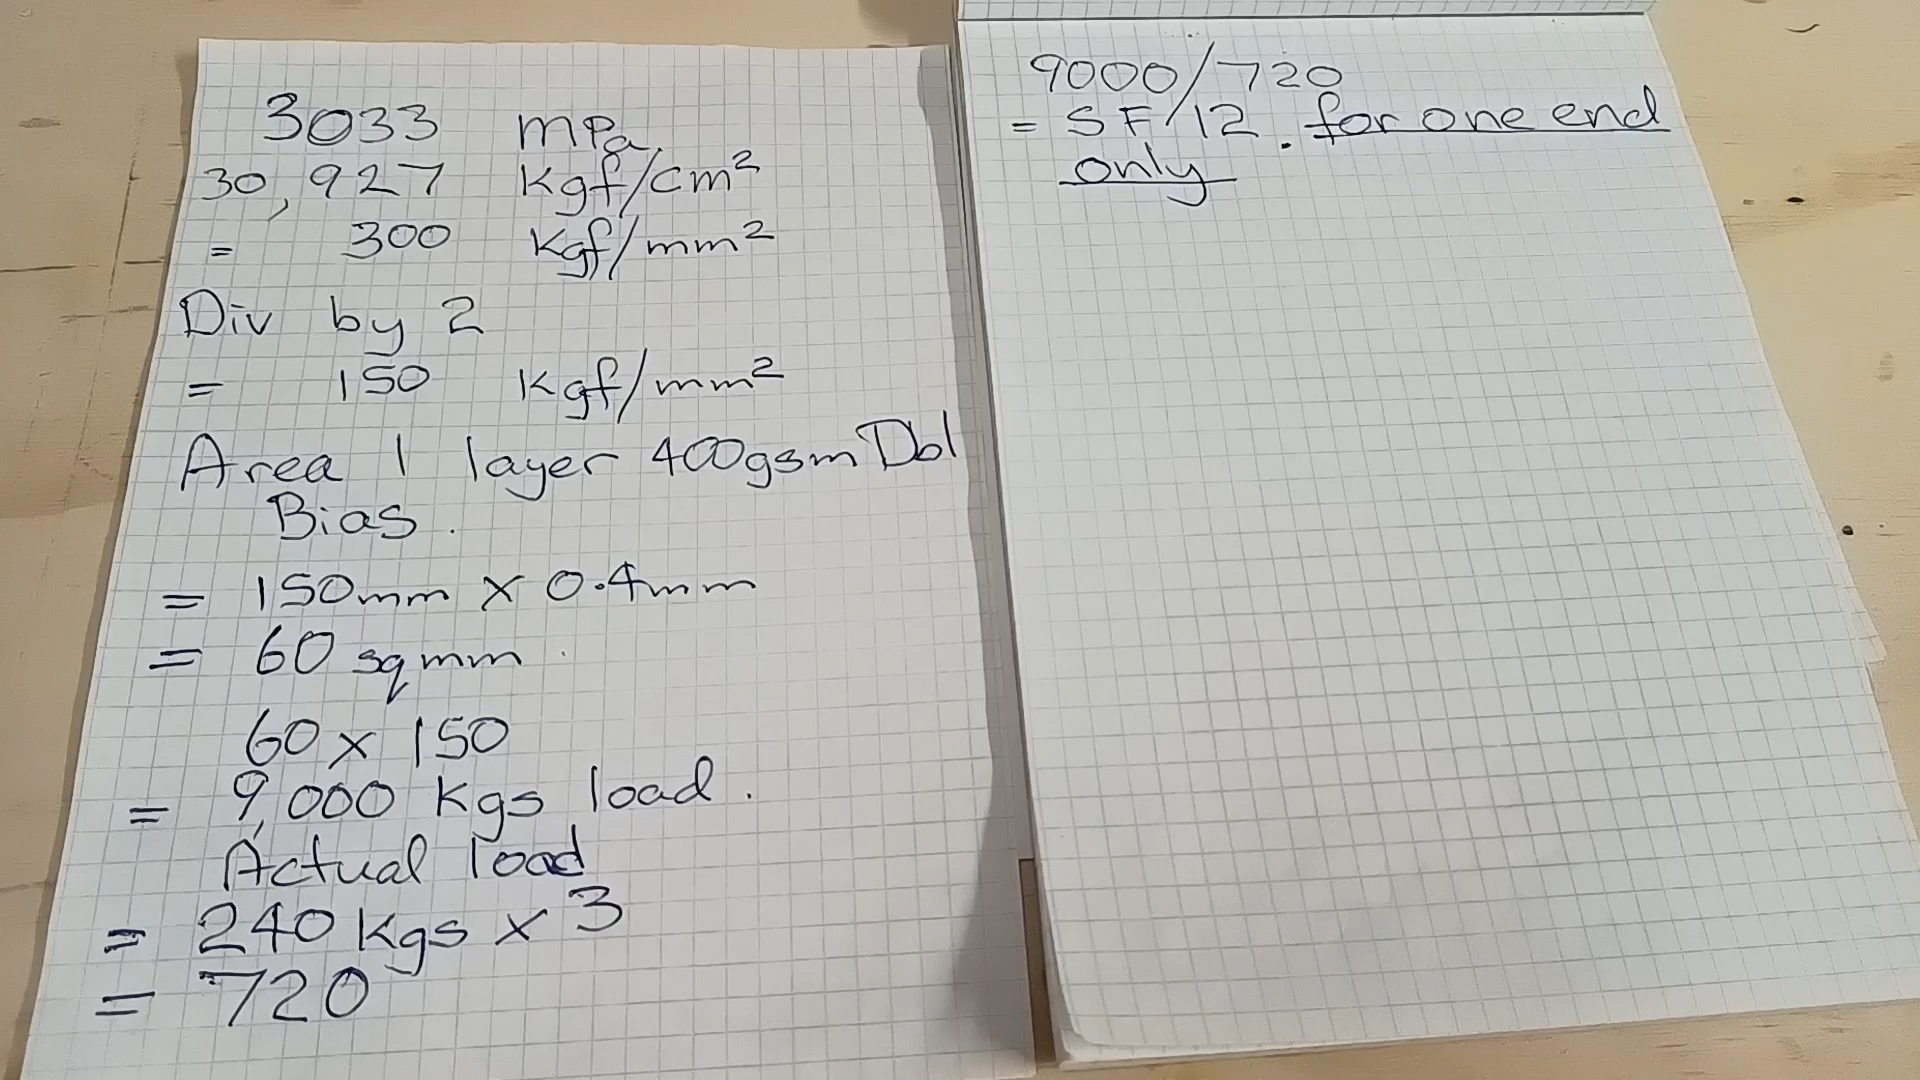 3033 mPa
30,927 Kgf/cm²
= 300 Kgf/mm²
Div by 2
= 150 Kgf/mm²
Area 1 layer 400gsm Dbl
Bias.
= 150mm x 0.4mm
= 60 sqmm
60 x 150
= 9,000 Kgs load.
Actual load
= 240 Kgs x 3
= 720
9000/720
= SF/12. for one end
only